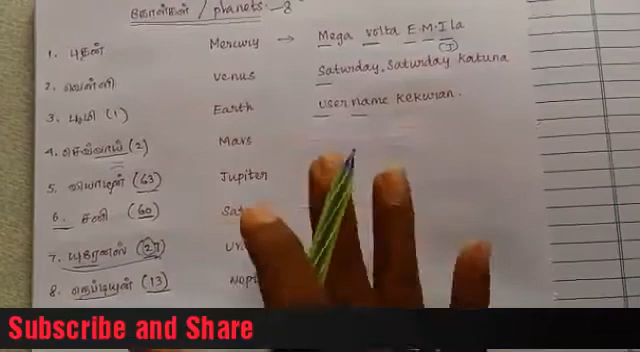 கோள்கள் / planets - 8
1. புதன் Mercury → Mega volta E.M.I la
(J)
2. வெள்ளி Venus Saturday, Saturday katuna
3. பூமி (1) Earth user name kekuran.
4. செவ்வாய் (2) Mars
5. வியாழன் (63) Jupiter
6. சனி (60)
7. யுரேனஸ் (27)
8. நெப்டியுன் (13)
Subscribe and Share